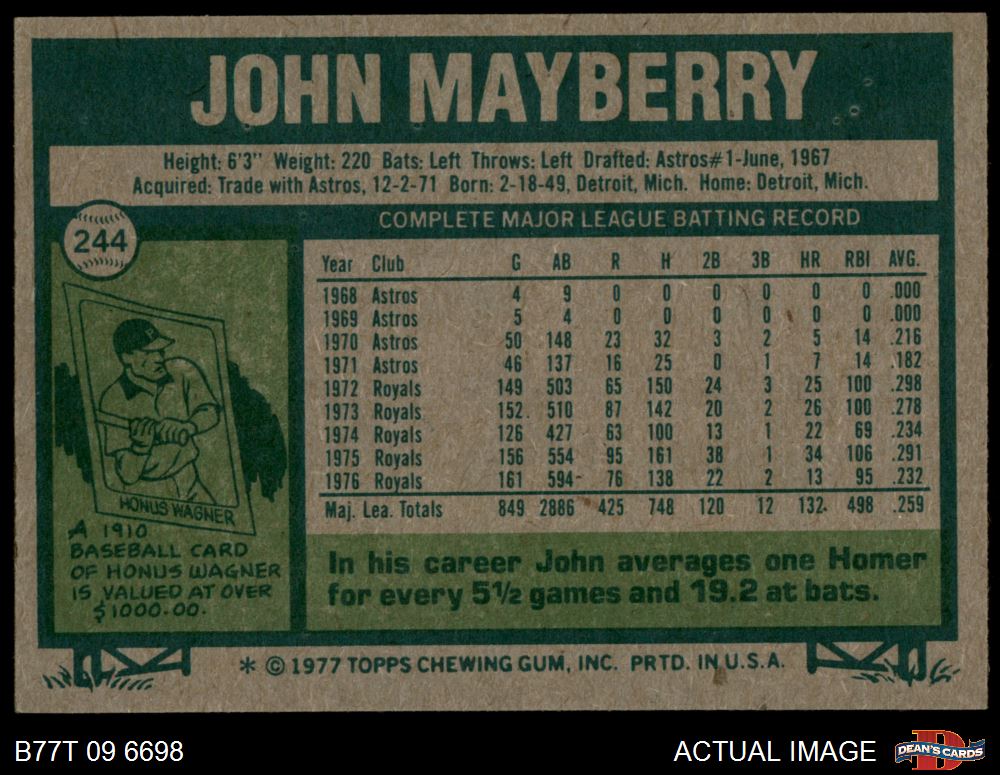 JOHN MAYBERRY
Height: 6'3" Weight: 220 Bats: Left Throws: Left Drafted: Astros#1-June, 1967
Acquired: Trade with Astros, 12-2-71 Born: 2-18-49, Detroit, Mich. Home: Detroit, Mich.
244
COMPLETE MAJOR LEAGUE BATTING RECORD
Year Club G AB R H 2B 3B HR RBI AVG.
1968 Astros 4 9 0 0 0 0 0 0 .000
1969 Astros 5 4 0 0 0 0 0 0 .000
1970 Astros 50 148 23 32 3 2 5 14 .216
1971 Astros 46 137 16 25 0 1 7 14 .182
1972 Royals 149 503 65 150 24 3 25 100 .298
1973 Royals 152 510 87 142 20 2 26 100 .278
1974 Royals 126 427 63 100 13 1 22 69 .234
1975 Royals 156 554 95 161 38 1 34 106 .291
1976 Royals 161 594 76 138 22 2 13 95 .232
Maj. Lea. Totals 849 2886 425 748 120 12 132 498 .259
P
HONUS WAGNER
A 1910
BASEBALL CARD
OF HONUS WAGNER
IS VALUED AT OVER
$1000.00.
In his career John averages one Homer
for every 5½ games and 19.2 at bats.
* © 1977 TOPPS CHEWING GUM, INC. PRTD. IN U.S.A.
B77T 09 6698
ACTUAL IMAGE
D
DEAN'S CARDS